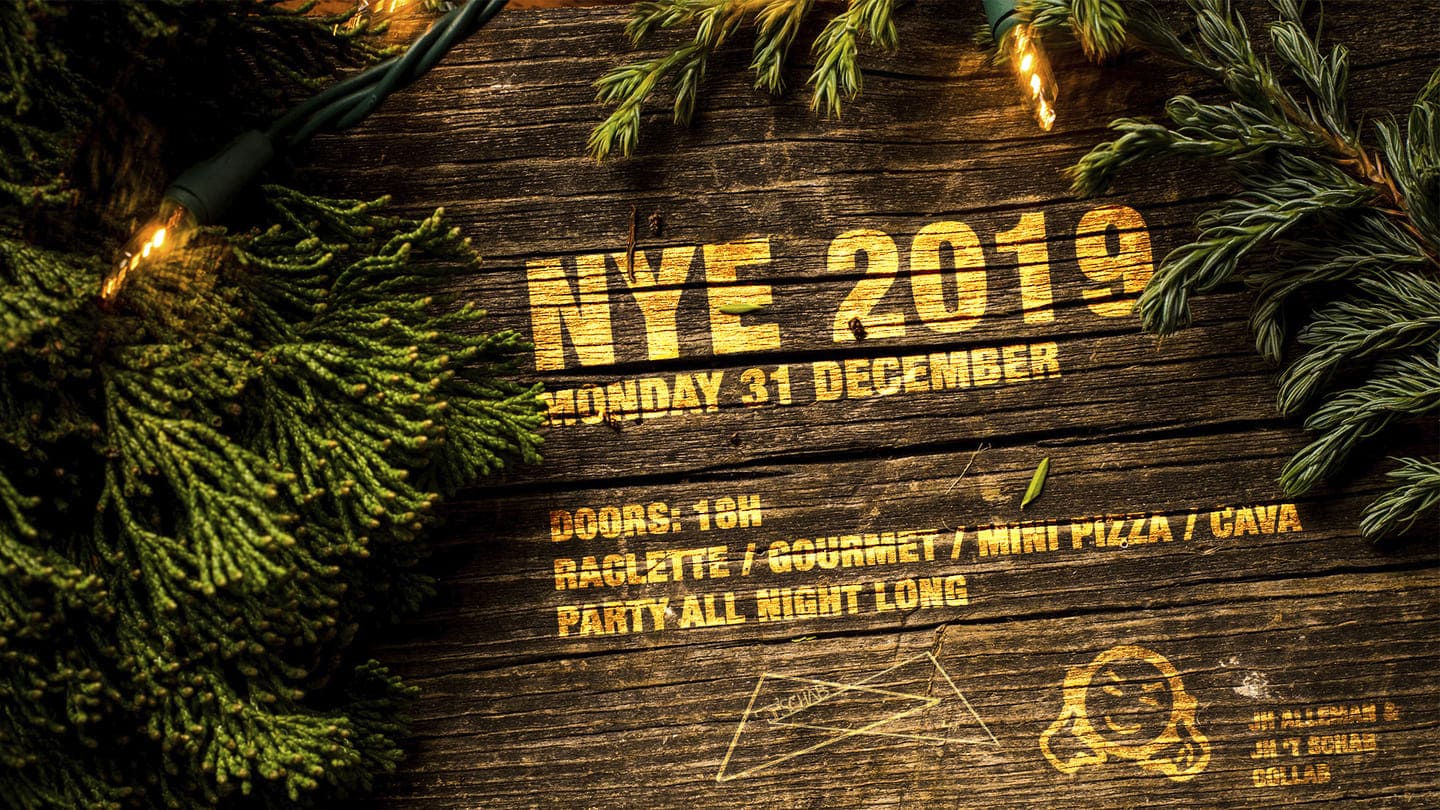 NYE 2019
MONDAY 31 DECEMBER
DOORS: 18H
RAGLETTE / GOURMET / MINI PIZZA / CAVA
PARTY ALL NIGHT LONG
'T SCHAB
JH ALLEMAN &
JH 'T SCHAB
COLLAB